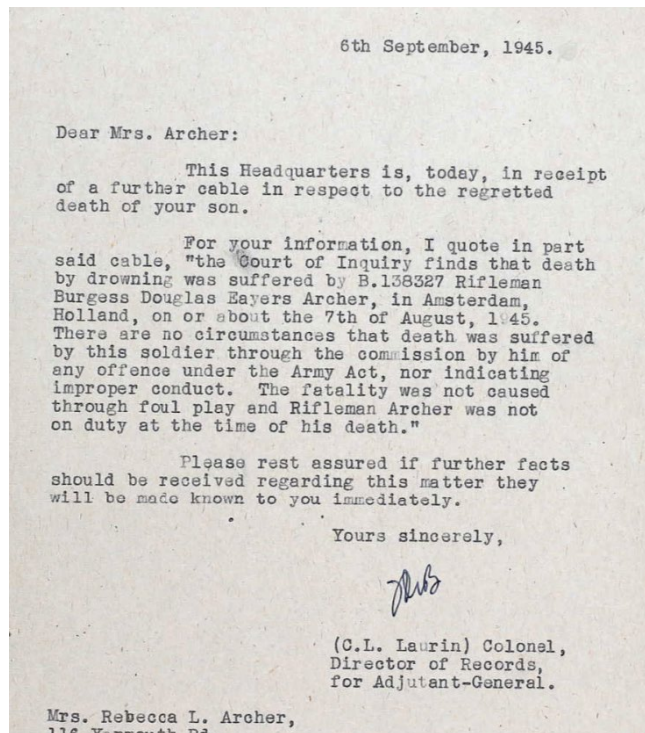 6th September, 1945.
Dear Mrs. Archer:
This Headquarters is, today, in receipt
of a further cable in respect to the regretted
death of your son.
For your information, I quote in part
said cable, "the Court of Inquiry finds that death
by drowning was suffered by B.138327 Rifleman
Burgess Douglas Eayers Archer, in Amsterdam,
Holland, on or about the 7th of August, 1945.
There are no circumstances that death was suffered
by this soldier through the commission by him of
any offence under the Army Act, nor indicating
improper conduct. The fatality was not caused
through foul play and Rifleman Archer was not
on duty at the time of his death."
Please rest assured if further facts
should be received regarding this matter they
will be made known to you immediately.
Yours sincerely,
(C.L. Laurin) Colonel,
Director of Records,
for Adjutant-General.
Mrs. Rebecca L. Archer,